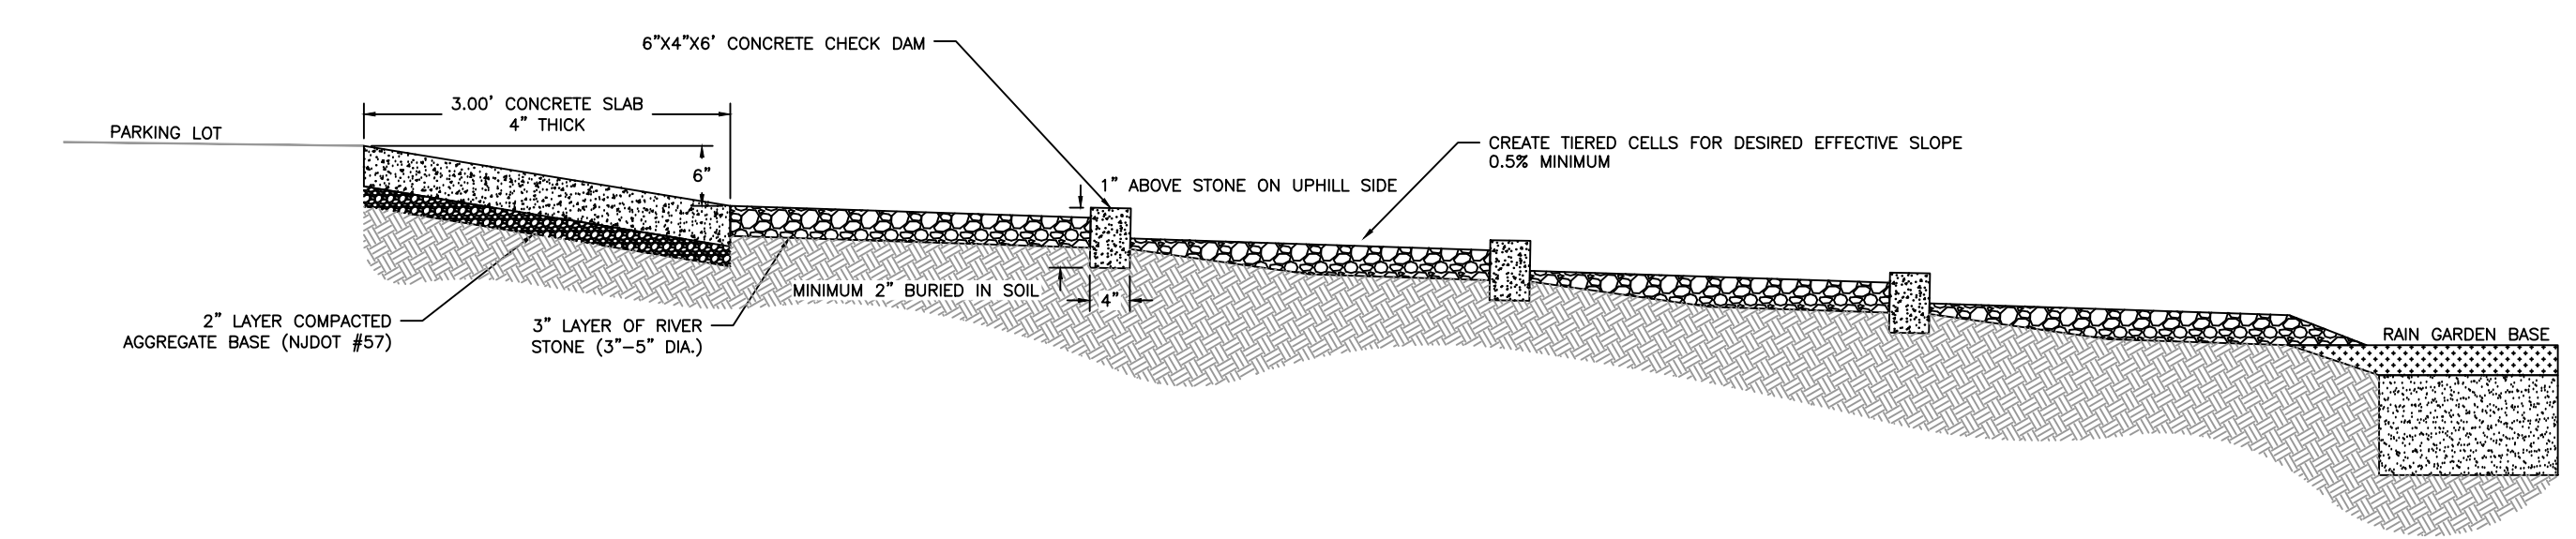 6”X4”X6’ CONCRETE CHECK DAM
3.00’ CONCRETE SLAB
4” THICK
PARKING LOT
6”
1” ABOVE STONE ON UPHILL SIDE
CREATE TIERED CELLS FOR DESIRED EFFECTIVE SLOPE
0.5% MINIMUM
MINIMUM 2” BURIED IN SOIL
4”
2” LAYER COMPACTED
AGGREGATE BASE (NJDOT #57)
3” LAYER OF RIVER
STONE (3”–5” DIA.)
RAIN GARDEN BASE